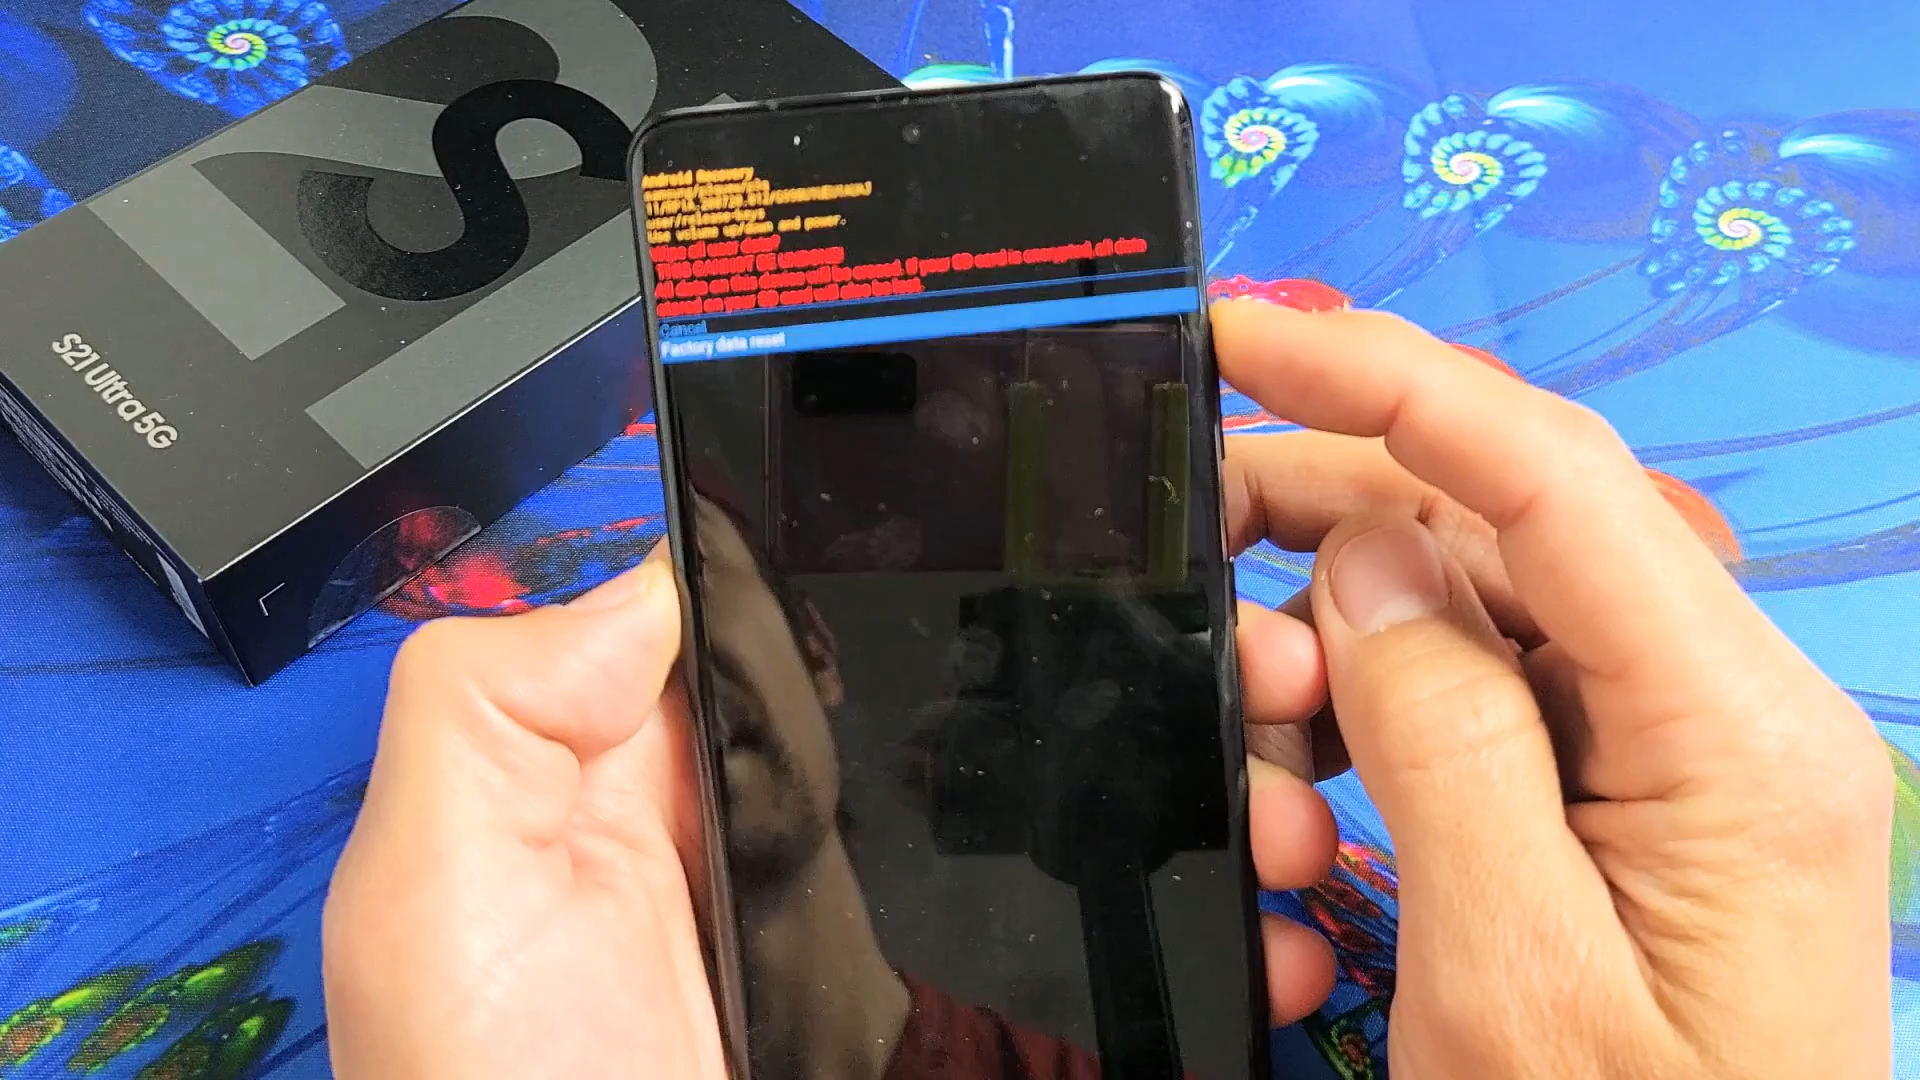 S21 Ultra 5G
Android Recovery
user/release-keys
Use volume up/down and power.
Wipe all user data?
THIS CANNOT BE UNDONE!
All data on this device will be erased. If your SD card is encrypted, all data
stored on your SD card will also be lost.
Cancel
Factory data reset